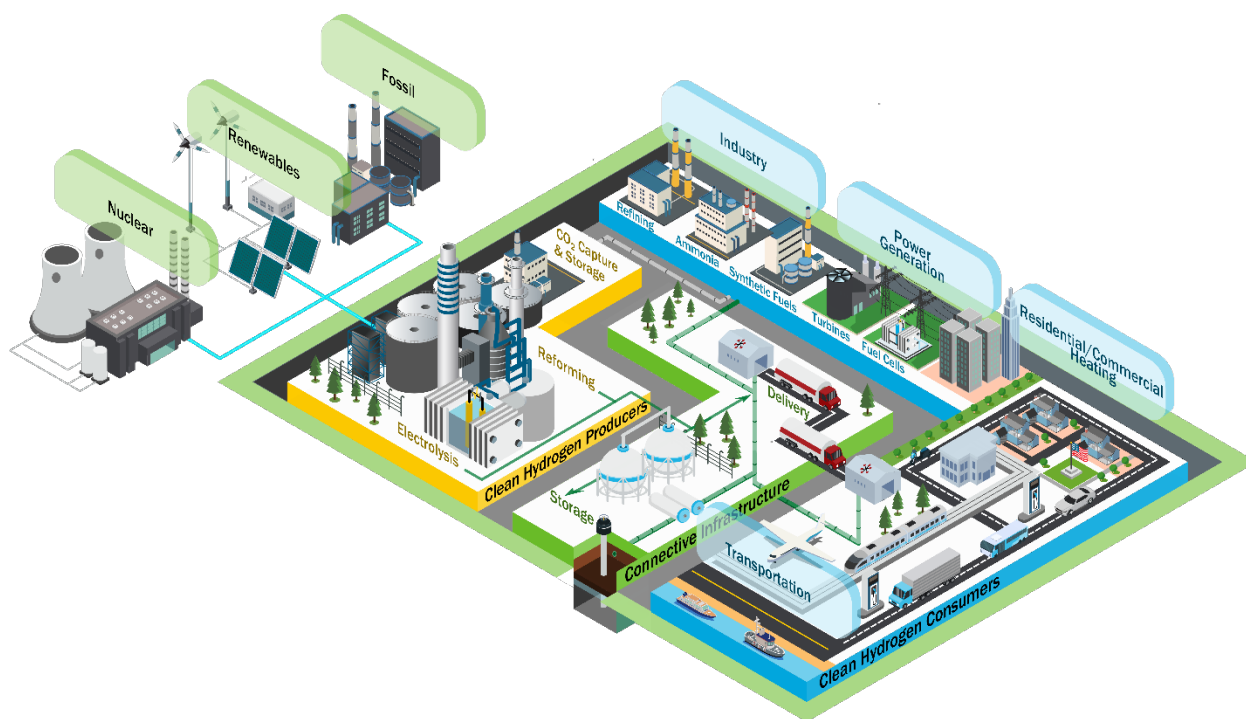 Fossil
Renewables
Nuclear
Industry
Power
Generation
Residential/Commercial
Heating
Refining
Ammonia
Synthetic Fuels
Turbines
Fuel Cells
CO₂ Capture
& Storage
Reforming
Electrolysis
Clean Hydrogen Producers
Delivery
Storage
Connective Infrastructure
Transportation
Clean Hydrogen Consumers